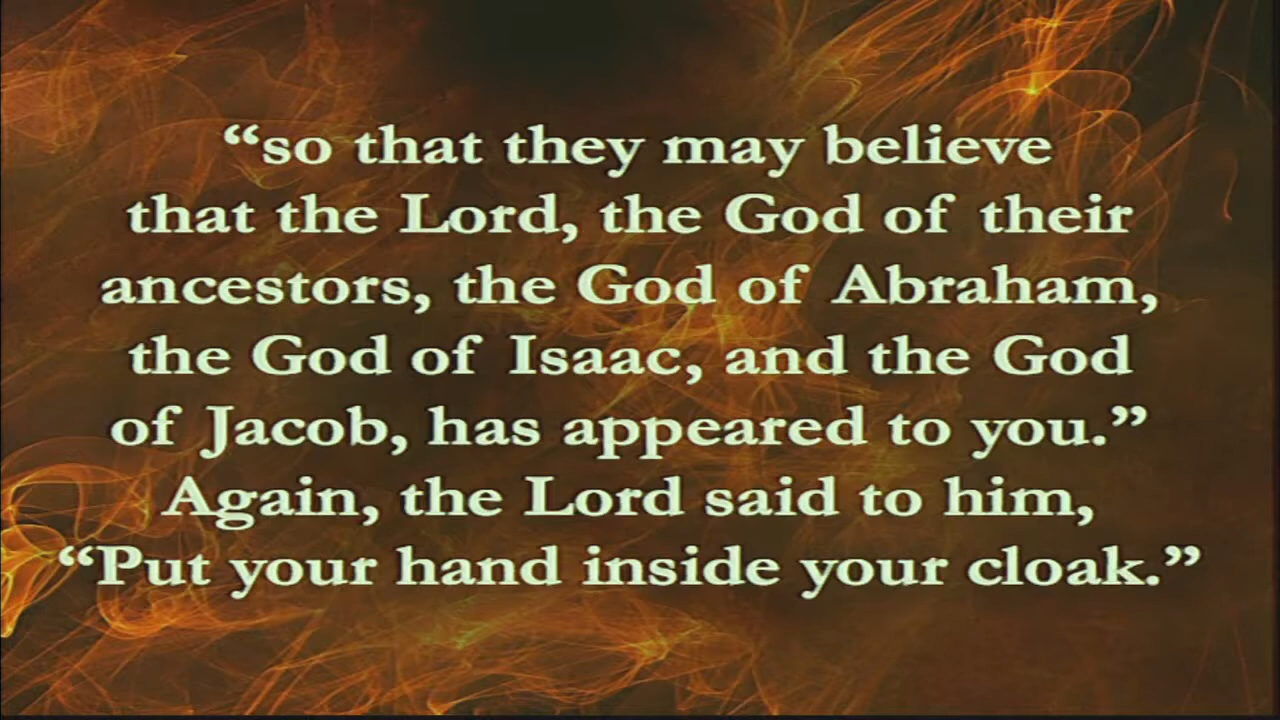 “so that they may believe
that the Lord, the God of their
ancestors, the God of Abraham,
the God of Isaac, and the God
of Jacob, has appeared to you.”
Again, the Lord said to him,
“Put your hand inside your cloak.”